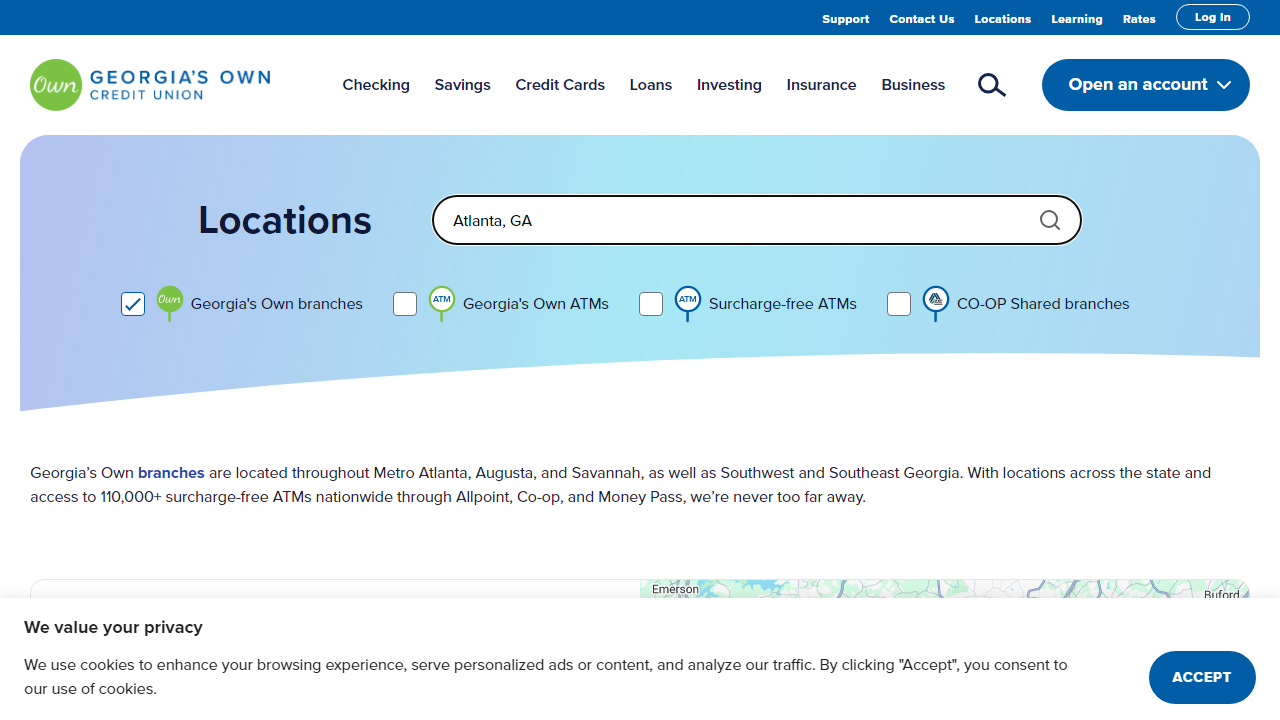 Support Contact Us Locations Learning Rates Log In
Own GEORGIA'S OWN
CREDIT UNION
Checking Savings Credit Cards Loans Investing Insurance Business Open an account
Locations Atlanta, GA
Own Georgia's Own branches ATM Georgia's Own ATMs ATM Surcharge-free ATMs CO-OP Shared branches
Georgia’s Own branches are located throughout Metro Atlanta, Augusta, and Savannah, as well as Southwest and Southeast Georgia. With locations across the state and
access to 110,000+ surcharge-free ATMs nationwide through Allpoint, Co-op, and Money Pass, we’re never too far away.
Emerson
Buford
We value your privacy
We use cookies to enhance your browsing experience, serve personalized ads or content, and analyze our traffic. By clicking "Accept", you consent to
our use of cookies.
ACCEPT